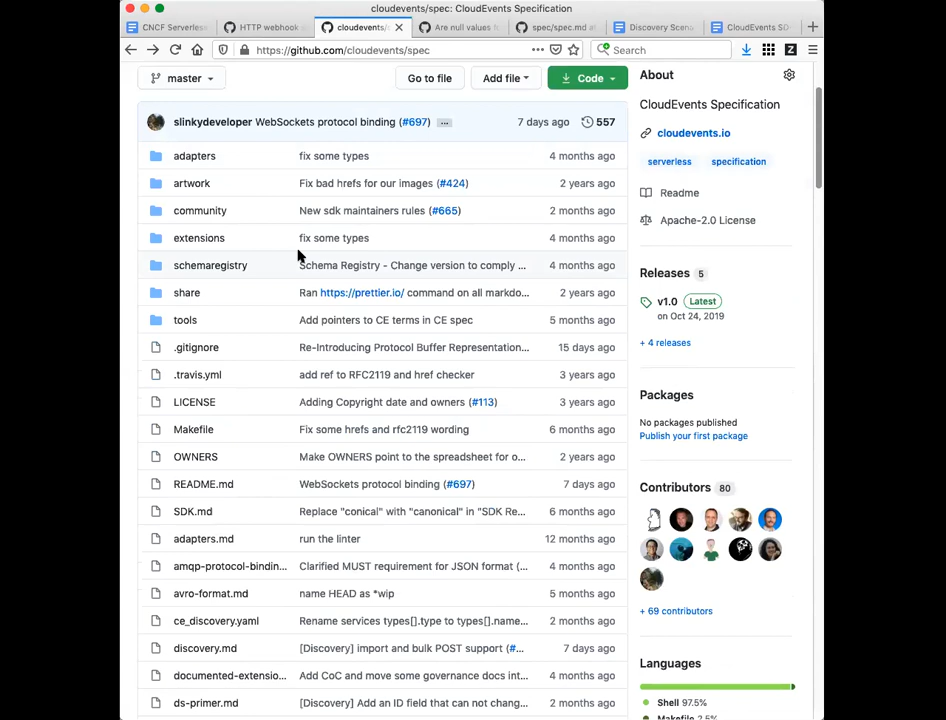 cloudevents/spec: CloudEvents Specification
CNCF Serverless
HTTP webhook
cloudevents/
Are null values f
spec/spec.md at
Discovery Scena
CloudEvents SD
https://github.com/cloudevents/spec
Search
master
Go to file
Add file
Code
slinkydeveloper WebSockets protocol binding (#697) ... 7 days ago 557
adapters fix some types 4 months ago
artwork Fix bad hrefs for our images (#424) 2 years ago
community New sdk maintainers rules (#665) 2 months ago
extensions fix some types 4 months ago
schemaregistry Schema Registry - Change version to comply ... 4 months ago
share Ran https://prettier.io/ command on all markdo... 2 years ago
tools Add pointers to CE terms in CE spec 5 months ago
.gitignore Re-Introducing Protocol Buffer Representation... 15 days ago
.travis.yml add ref to RFC2119 and href checker 3 years ago
LICENSE Adding Copyright date and owners (#113) 3 years ago
Makefile Fix some hrefs and rfc2119 wording 6 months ago
OWNERS Make OWNERS point to the spreadsheet for o... 2 years ago
README.md WebSockets protocol binding (#697) 7 days ago
SDK.md Replace "conical" with "canonical" in "SDK Re... 6 months ago
adapters.md run the linter 12 months ago
amqp-protocol-bindin... Clarified MUST requirement for JSON format (... 4 months ago
avro-format.md name HEAD as *wip 5 months ago
ce_discovery.yaml Rename services types[].type to types[].name... 2 months ago
discovery.md [Discovery] import and bulk POST support (#... 7 days ago
documented-extensio... Add CoC and move some governance docs int... 4 months ago
ds-primer.md [Discovery] Add an ID field that can not chang... 2 months ago
About
CloudEvents Specification
cloudevents.io
serverless specification
Readme
Apache-2.0 License
Releases 5
v1.0 Latest
on Oct 24, 2019
+ 4 releases
Packages
No packages published
Publish your first package
Contributors 80
+ 69 contributors
Languages
Shell 97.5%
Makefile 2.5%